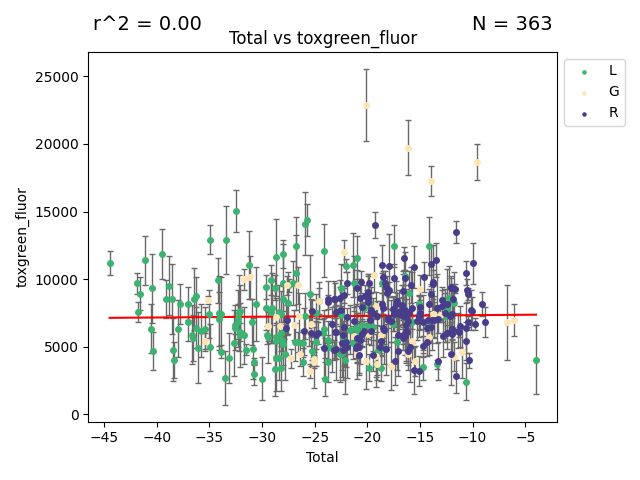 r^2 = 0.00
N = 363
Total vs toxgreen_fluor
25000
20000
15000
10000
5000
0
toxgreen_fluor
−45
−40
−35
−30
−25
−20
−15
−10
−5
Total
L
G
R